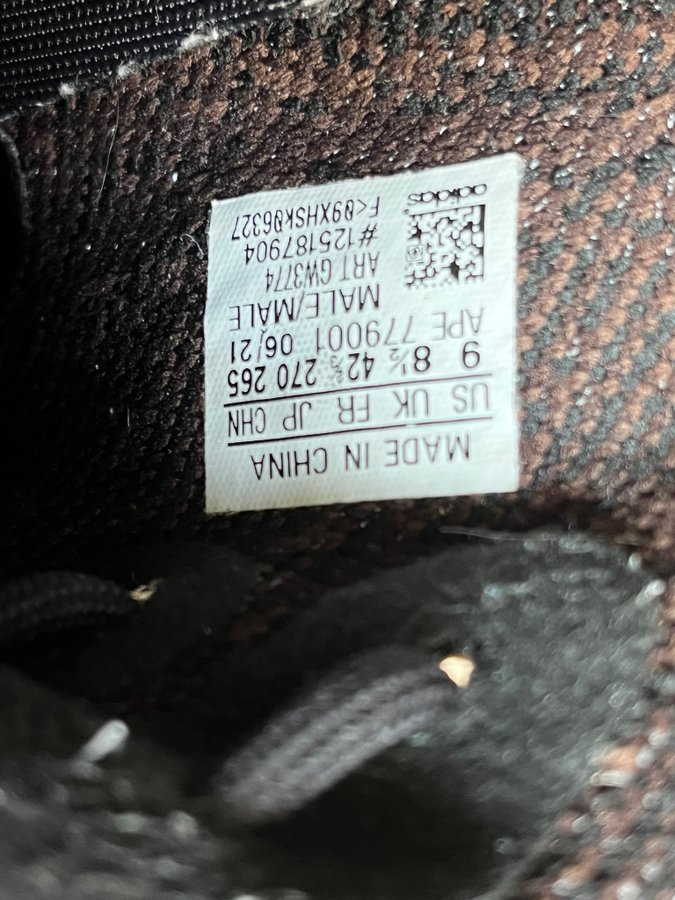 MADE IN CHINA
US UK FR JP CHN
9 8½ 42⅔ 270 265
APE 779001 06/21
MALE/MALE
ART GW3774
#125187904
F<09XHSK06327
adidas